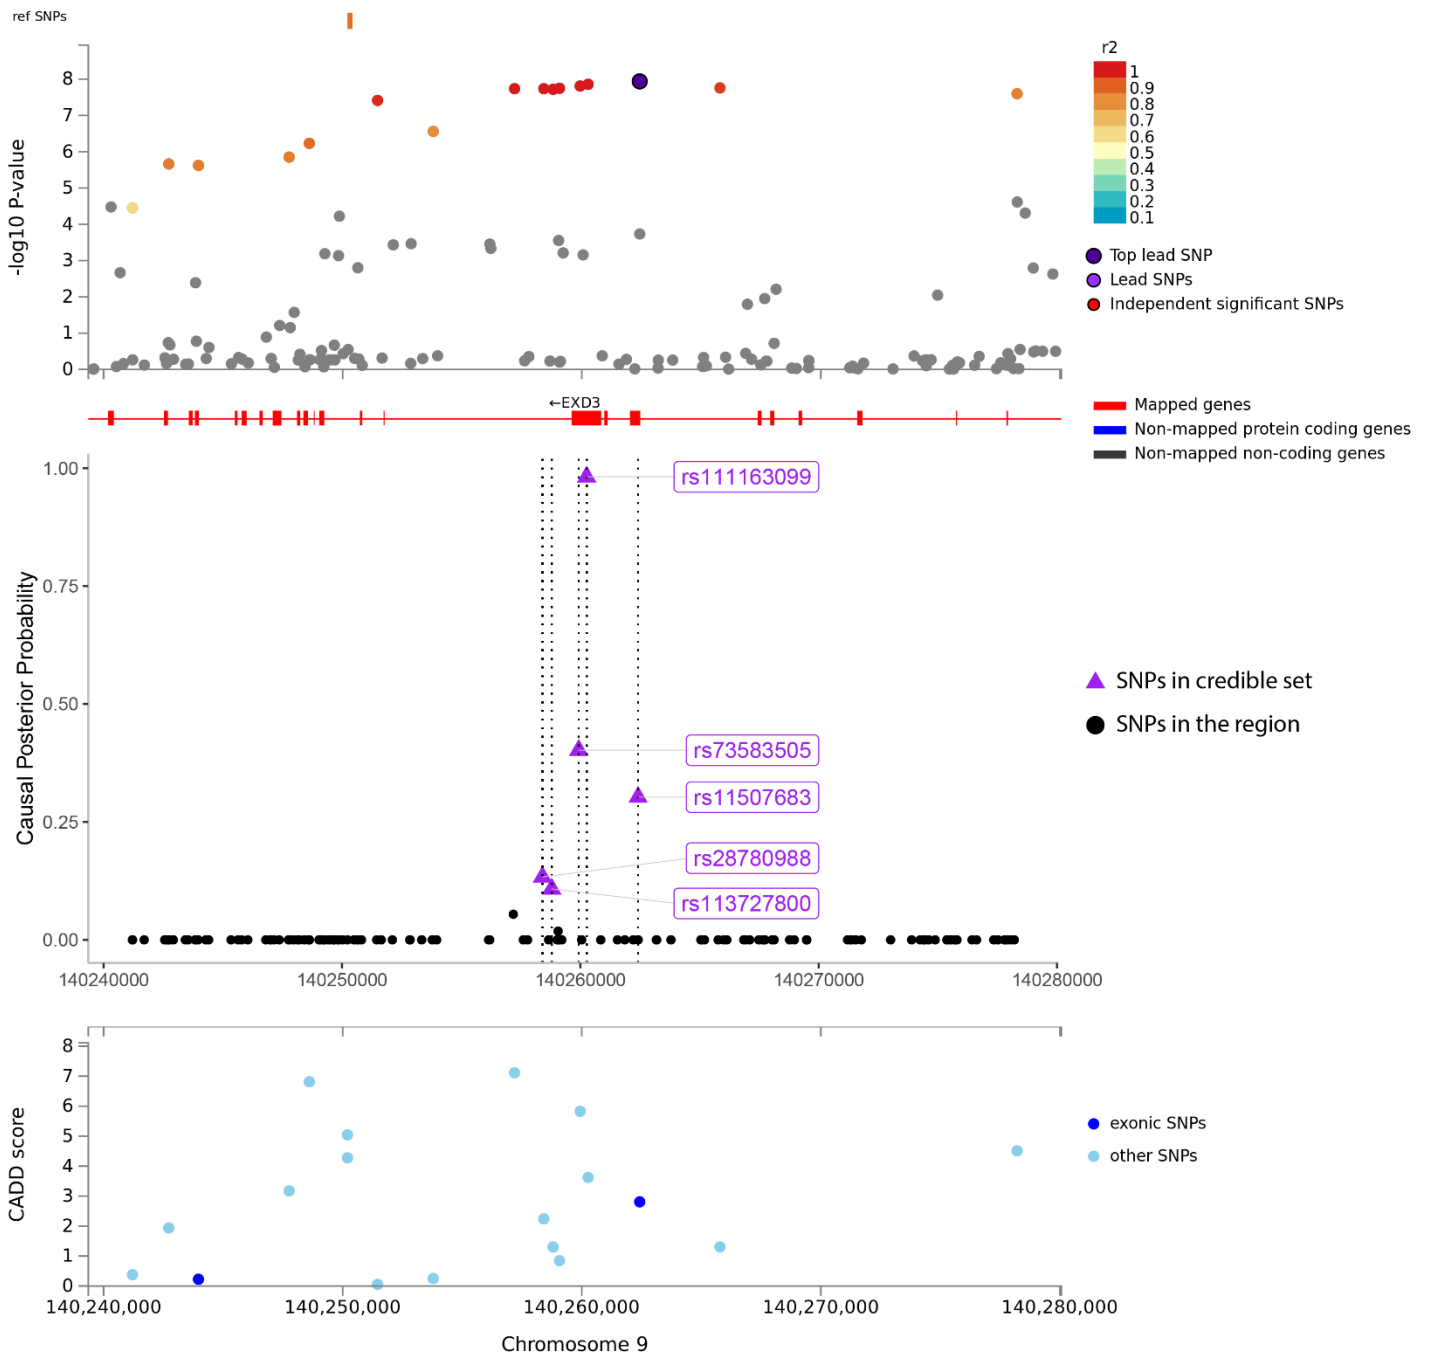 ref SNPs
-log10 P-value
8
7
6
5
4
3
2
1
0
r2
1
0.9
0.8
0.7
0.6
0.5
0.4
0.3
0.2
0.1
Top lead SNP
Lead SNPs
Independent significant SNPs
←EXD3
Mapped genes
Non-mapped protein coding genes
Non-mapped non-coding genes
Causal Posterior Probability
1.00
0.75
0.50
0.25
0.00
rs111163099
rs73583505
rs11507683
rs28780988
rs113727800
SNPs in credible set
SNPs in the region
140240000 140250000 140260000 140270000 140280000
CADD score
8
7
6
5
4
3
2
1
0
exonic SNPs
other SNPs
140,240,000 140,250,000 140,260,000 140,270,000 140,280,000
Chromosome 9